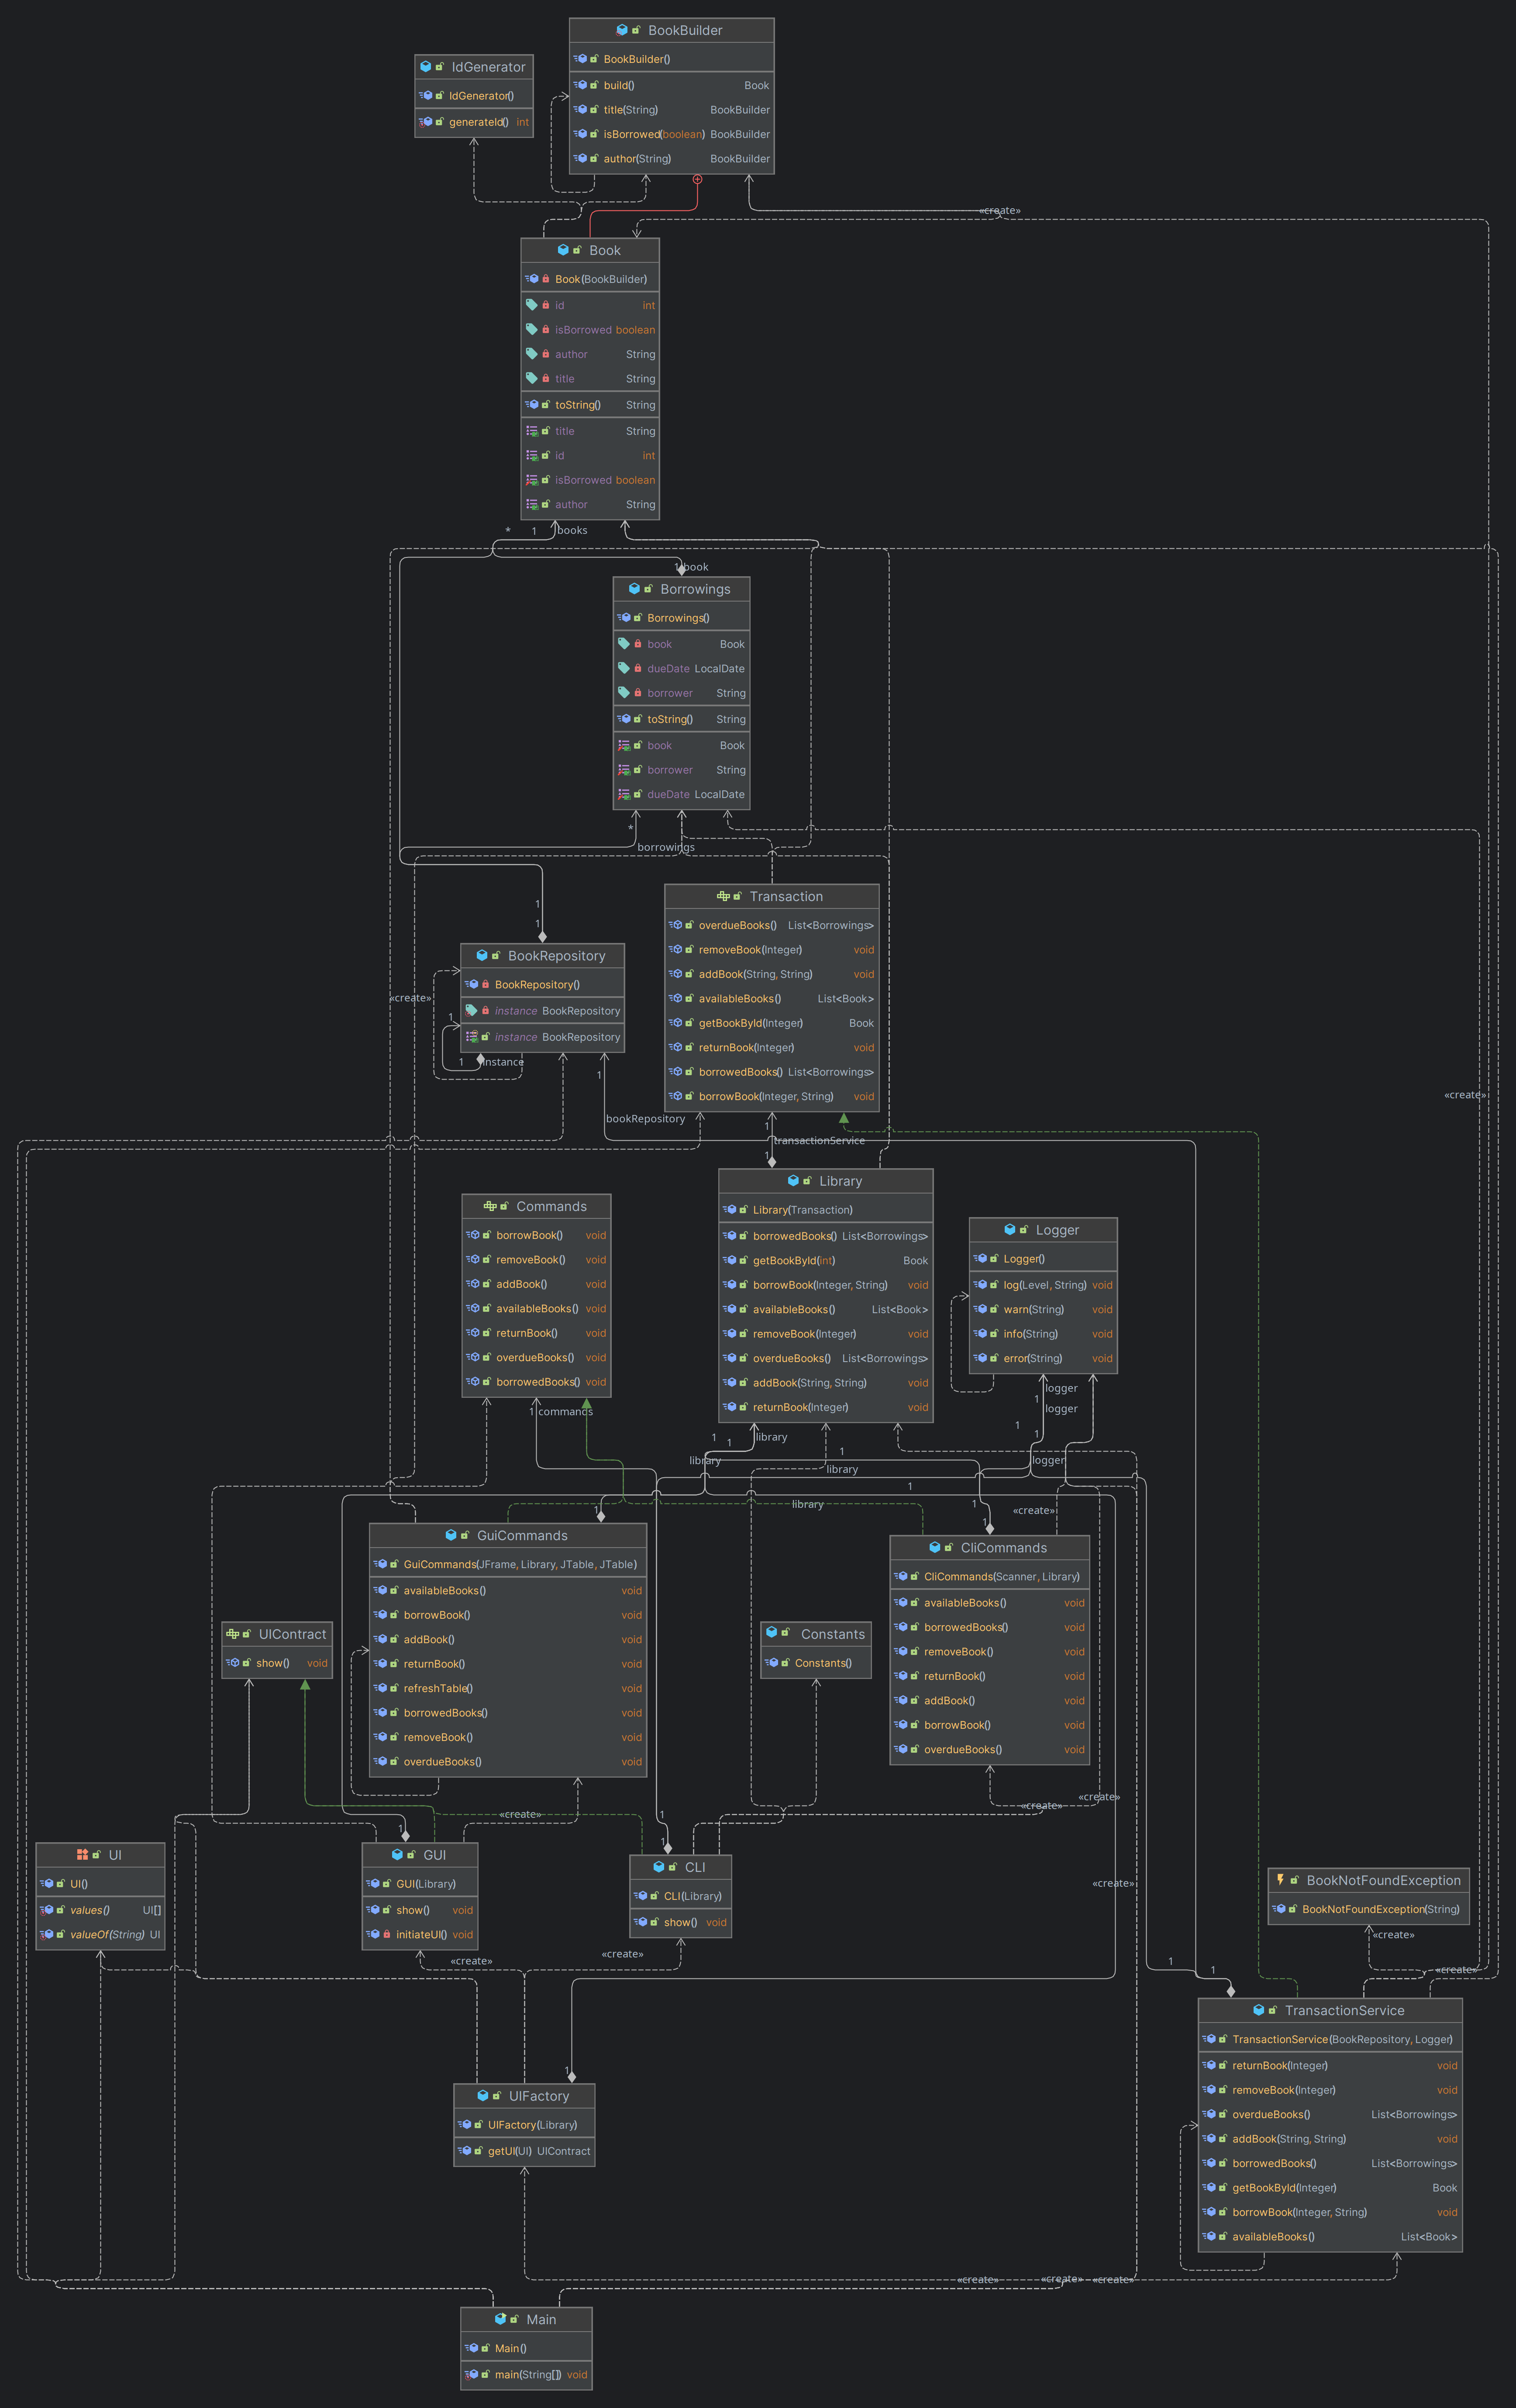 BookBuilder
BookBuilder()
build() Book
title(String) BookBuilder
isBorrowed(boolean) BookBuilder
author(String) BookBuilder
IdGenerator
IdGenerator()
generateId() int
«create»
Book
Book(BookBuilder)
id int
isBorrowed boolean
author String
title String
toString() String
title String
id int
isBorrowed boolean
author String
* 1 books
1 book
Borrowings
Borrowings()
book Book
dueDate LocalDate
borrower String
toString() String
book Book
borrower String
dueDate LocalDate
*
borrowings
Transaction
overdueBooks() List<Borrowings>
removeBook(Integer) void
addBook(String, String) void
availableBooks() List<Book>
getBookById(Integer) Book
returnBook(Integer) void
borrowedBooks() List<Borrowings>
borrowBook(Integer, String) void
1
1
BookRepository
BookRepository()
instance BookRepository
instance BookRepository
«create»
1
1 instance
1
bookRepository
«create»
1
transactionService
1
Library
Library(Transaction)
borrowedBooks() List<Borrowings>
getBookById(int) Book
borrowBook(Integer, String) void
availableBooks() List<Book>
removeBook(Integer) void
overdueBooks() List<Borrowings>
addBook(String, String) void
returnBook(Integer) void
Commands
borrowBook() void
removeBook() void
addBook() void
availableBooks() void
returnBook() void
overdueBooks() void
borrowedBooks() void
Logger
Logger()
log(Level, String) void
warn(String) void
info(String) void
error(String) void
logger
1
logger
1
1
logger
1 commands
1 1 library
library
1
library
1
library
1
1
1
«create»
GuiCommands
GuiCommands(JFrame, Library, JTable, JTable)
availableBooks() void
borrowBook() void
addBook() void
returnBook() void
refreshTable() void
borrowedBooks() void
removeBook() void
overdueBooks() void
CliCommands
CliCommands(Scanner, Library)
availableBooks() void
borrowedBooks() void
removeBook() void
returnBook() void
addBook() void
borrowBook() void
overdueBooks() void
UIContract
show() void
Constants
Constants()
«create»
«create»
«create»
1
1
1
UI
UI()
values() UI[]
valueOf(String) UI
GUI
GUI(Library)
show() void
initiateUI() void
CLI
CLI(Library)
show() void
«create»
BookNotFoundException
BookNotFoundException(String)
«create»
«create»
«create»
«create»
1
1
1
TransactionService
TransactionService(BookRepository, Logger)
returnBook(Integer) void
removeBook(Integer) void
overdueBooks() List<Borrowings>
addBook(String, String) void
borrowedBooks() List<Borrowings>
getBookById(Integer) Book
borrowBook(Integer, String) void
availableBooks() List<Book>
UIFactory
UIFactory(Library)
getUI(UI) UIContract
«create»
«create»
«create»
Main
Main()
main(String[]) void